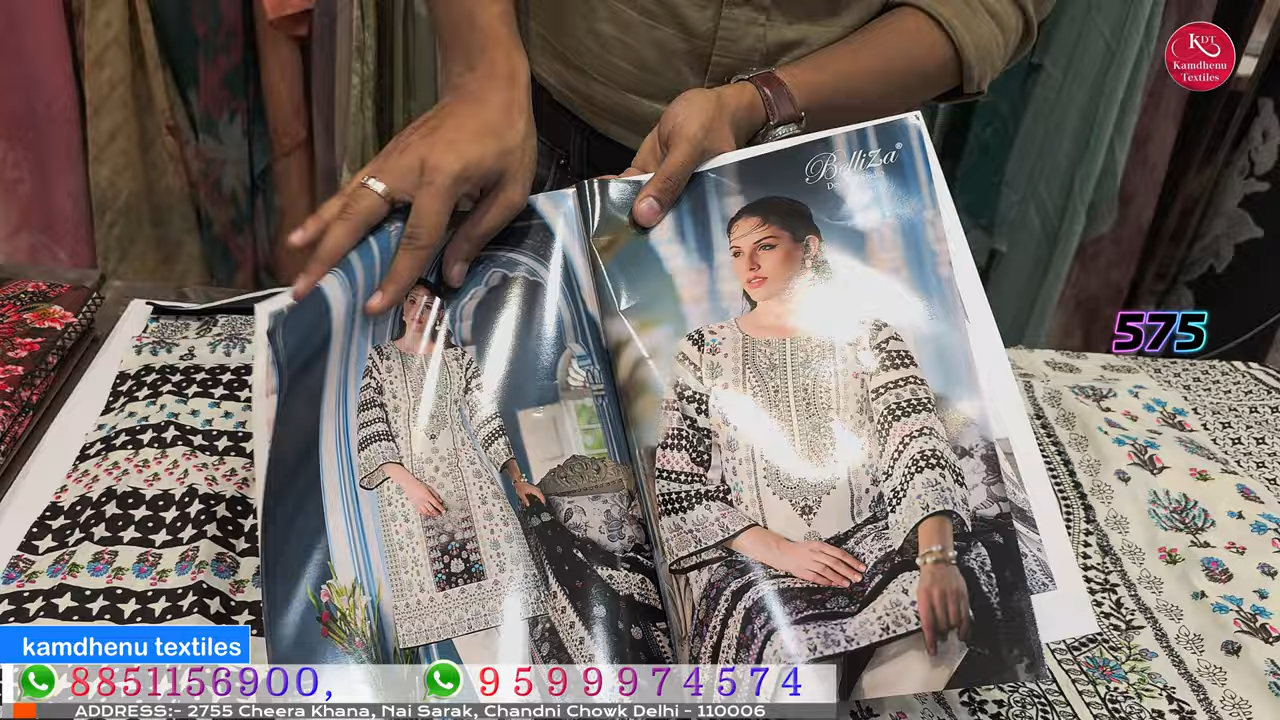 KDT
Kamdhenu
Textiles
BelliZa®
575
kamdhenu textiles
8851156900,
9599974574
ADDRESS:- 2755 Cheera Khana, Nai Sarak, Chandni Chowk Delhi - 110006